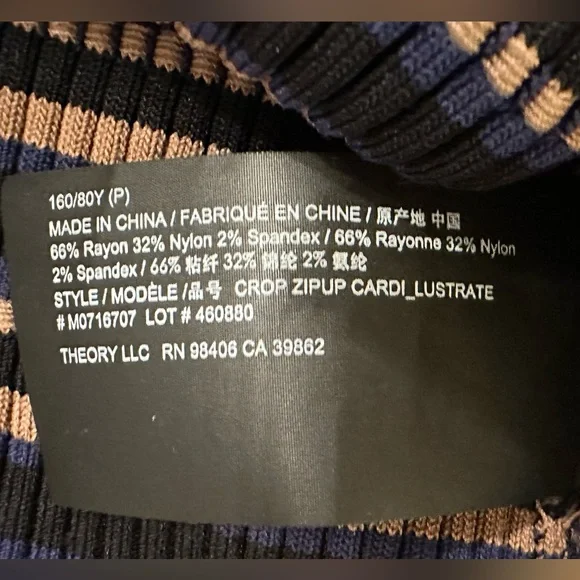 160/80Y (P)
MADE IN CHINA / FABRIQUÉ EN CHINE / 原产地 中国
66% Rayon 32% Nylon 2% Spandex / 66% Rayonne 32% Nylon
2% Spandex / 66% 粘纤 32% 锦纶 2% 氨纶
STYLE / MODÈLE /品号 CROP ZIPUP CARDI_LUSTRATE
# M0716707 LOT # 460880
THEORY LLC RN 98406 CA 39862